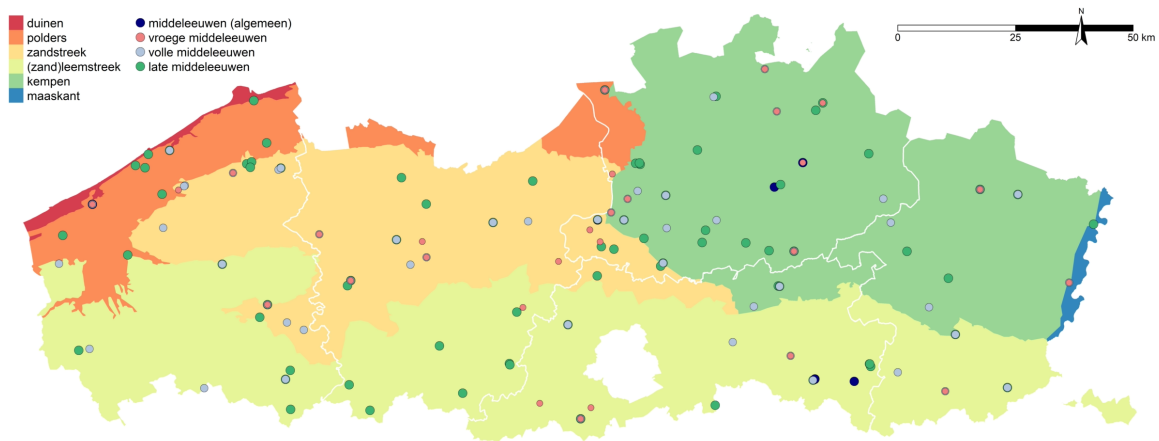 duinen
polders
zandstreek
(zand)leemstreek
kempen
maaskant
middeleeuwen (algemeen)
vroege middeleeuwen
volle middeleeuwen
late middeleeuwen
N
0 25 50 km